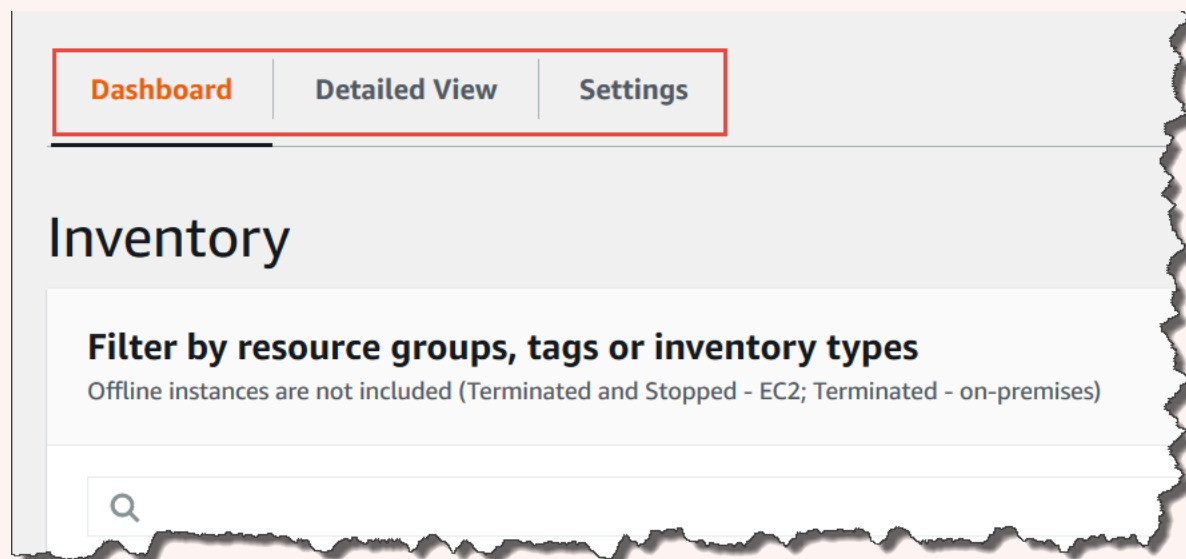 Dashboard Detailed View Settings
Inventory
Filter by resource groups, tags or inventory types
Offline instances are not included (Terminated and Stopped - EC2; Terminated - on-premises)